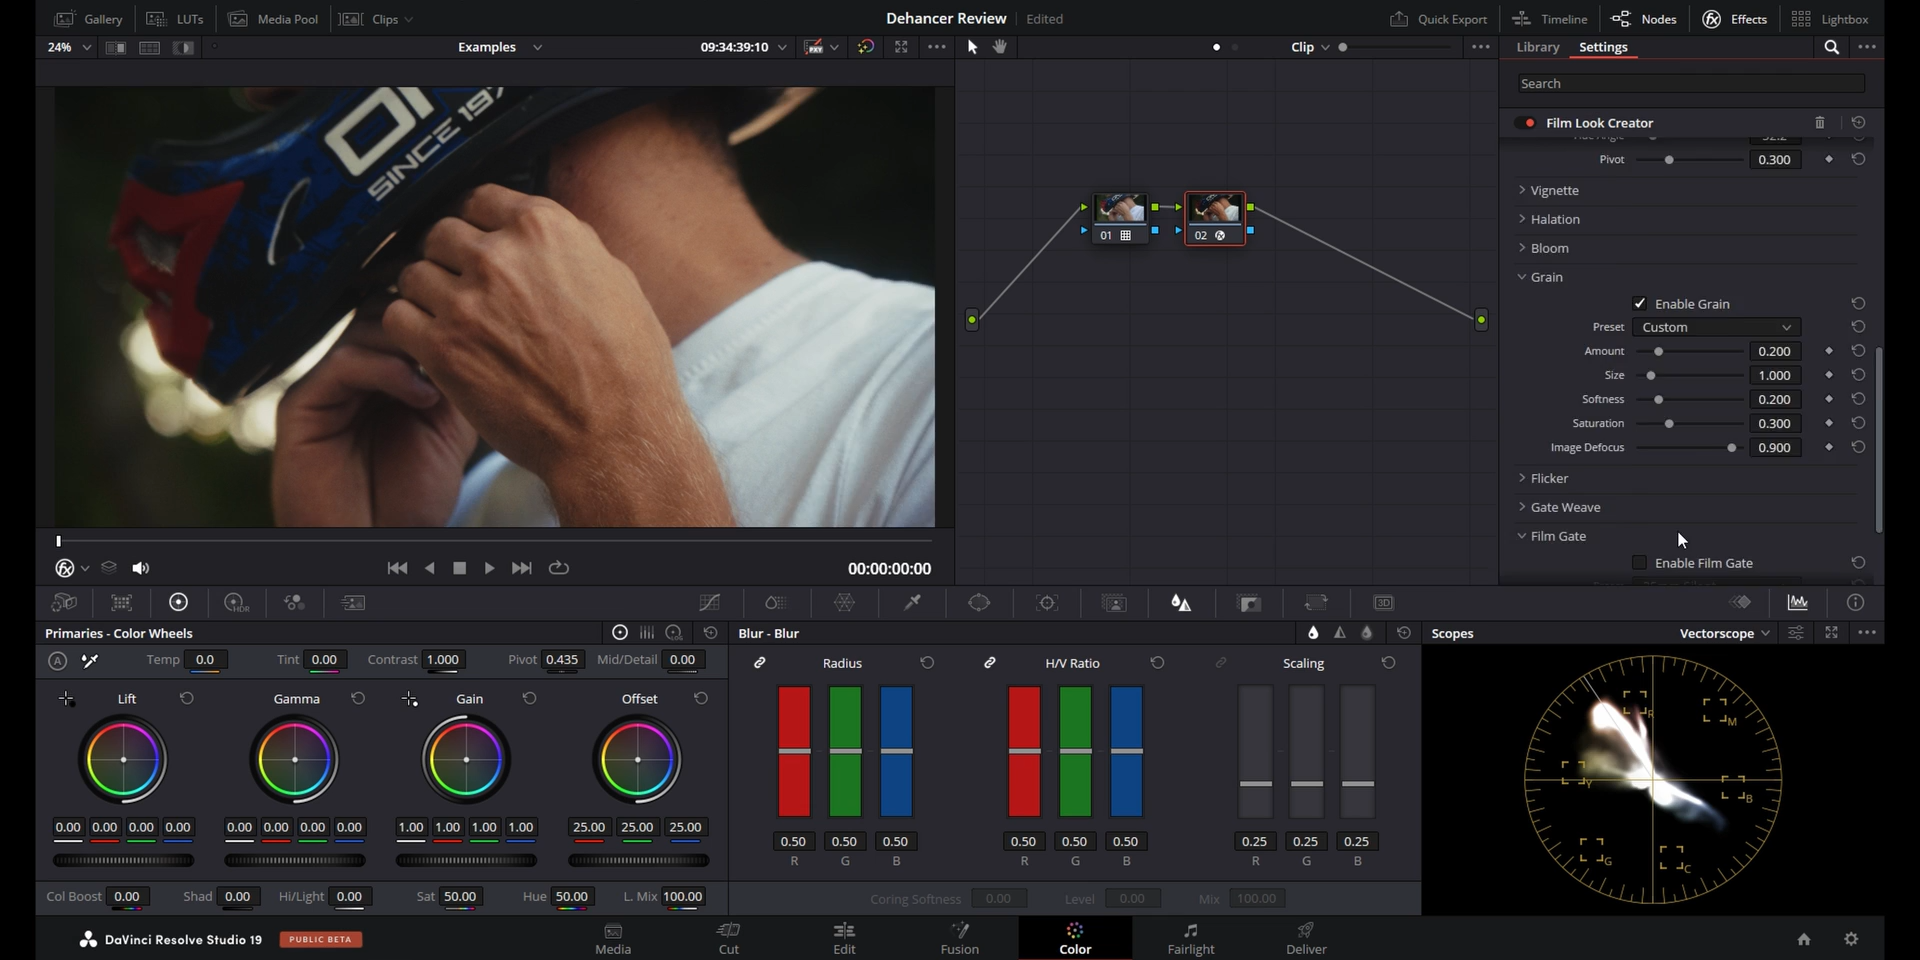 Gallery LUTs Media Pool Clips Dehancer Review Edited Quick Export Timeline Nodes Effects Lightbox
24% Examples 09:34:39:10 Clip Library Settings
Search
Film Look Creator
Pivot 0.300
Vignette
Halation
Bloom
Grain
Enable Grain
Preset Custom
Amount 0.200
Size 1.000
Softness 0.200
Saturation 0.300
Image Defocus 0.900
Flicker
Gate Weave
Film Gate
Enable Film Gate
SINCE 197
01 02
00:00:00:00
HDR
3D
Primaries - Color Wheels Blur - Blur Scopes Vectorscope
A Temp 0.0 Tint 0.00 Contrast 1.000 Pivot 0.435 Mid/Detail 0.00 Radius H/V Ratio Scaling
Lift Gamma Gain Offset
R M Y B G C
0.00 0.00 0.00 0.00 0.00 0.00 0.00 0.00 1.00 1.00 1.00 1.00 25.00 25.00 25.00
0.50 0.50 0.50 0.50 0.50 0.50 0.25 0.25 0.25
R G B R G B R G B
Col Boost 0.00 Shad 0.00 Hi/Light 0.00 Sat 50.00 Hue 50.00 L. Mix 100.00 Coring Softness 0.00 Level 0.00 Mix 100.00
DaVinci Resolve Studio 19 PUBLIC BETA Media Cut Edit Fusion Color Fairlight Deliver